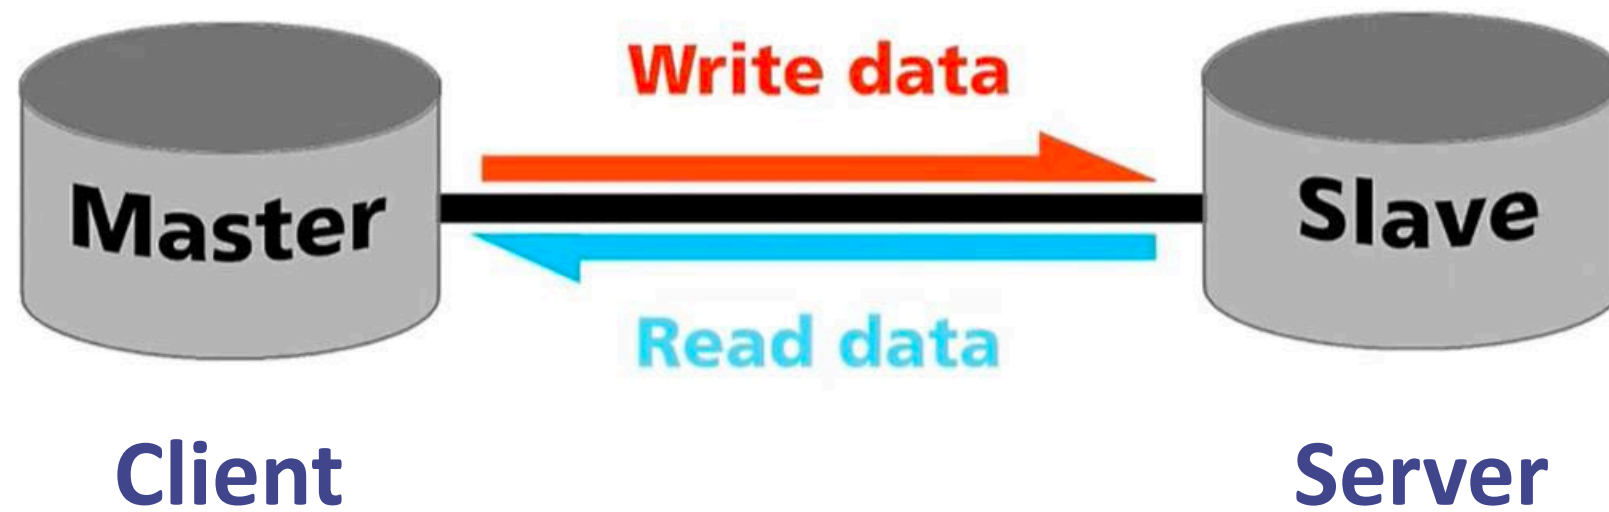 Write data
Master
Slave
Read data
Client
Server